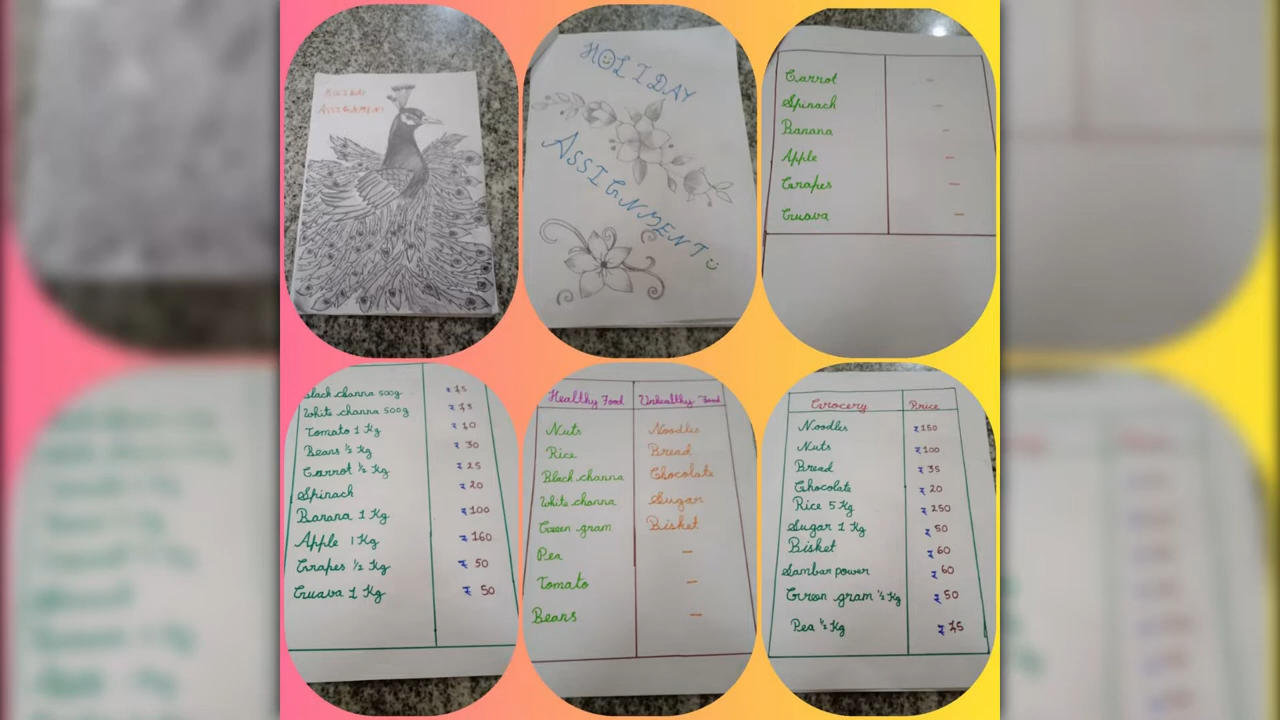 HOLIDAY
ASSIGNMENT
HOLIDAY
ASSIGNMENT
Carrot -
Spinach -
Banana -
Apple -
Grapes -
Guava -
Black channa 500g ₹ 75
White channa 500g ₹ 75
Tomato 1 Kg ₹ 10
Beans ½ Kg ₹ 30
Carrot ½ Kg ₹ 25
Spinach ₹ 20
Banana 1 Kg ₹ 100
Apple 1 Kg ₹ 160
Grapes ½ Kg ₹ 50
Guava 1 Kg ₹ 50
Healthy Food Unhealthy Food
Nuts Noodles
Rice Bread
Black channa Chocolate
White channa Sugar
Green gram Bisket
Pea -
Tomato -
Beans -
Grocery Price
Noodles ₹ 150
Nuts ₹ 100
Bread ₹ 35
Chocolate ₹ 20
Rice 5 Kg ₹ 250
Sugar 1 Kg ₹ 50
Bisket ₹ 60
Sambar power ₹ 60
Green gram ½ Kg ₹ 50
Pea ½ Kg ₹ 75